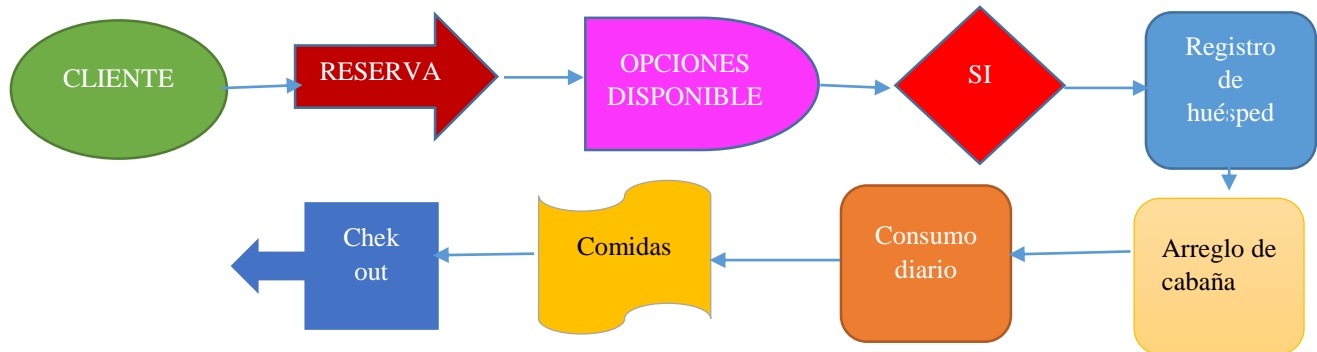 CLIENTE
RESERVA
OPCIONES
DISPONIBLE
SI
Registro
de
huésped
Arreglo de
cabaña
Consumo
diario
Comidas
Chek
out